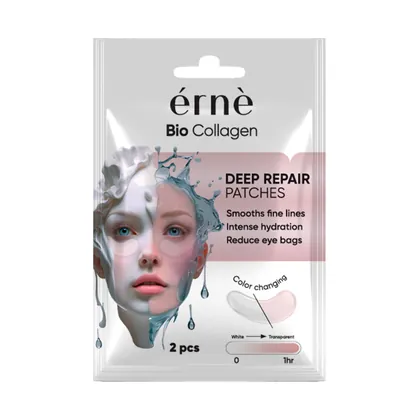 érnè
Bio Collagen
DEEP REPAIR
PATCHES
Smooths fine lines
Intense hydration
Reduce eye bags
Color changing
White Transparent
0 1hr
2 pcs